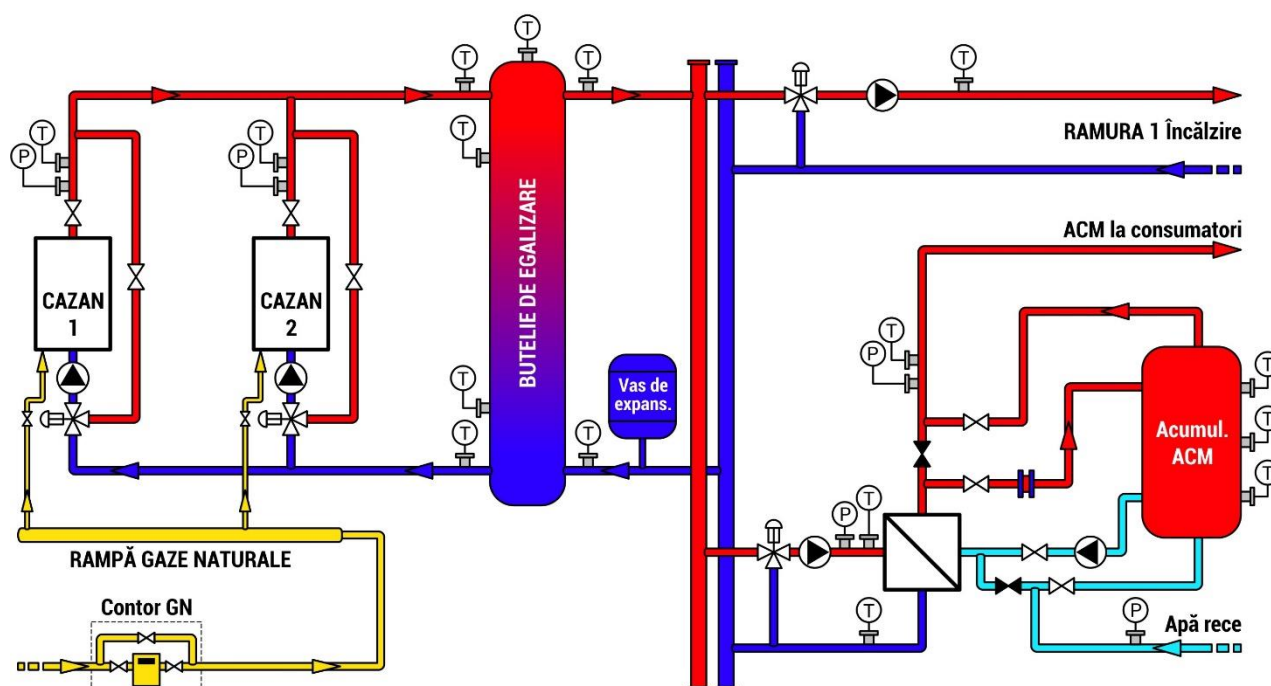 T
T
T
T
T
T
P
T
P
T
RAMURA 1 Încălzire
ACM la consumatori
CAZAN
1
CAZAN
2
BUTELIE DE EGALIZARE
T
P
T
Vas de
expans.
T
T
T
Acumul.
ACM
T
T
T
P
T
RAMPĂ GAZE NATURALE
Contor GN
T
P
Apă rece